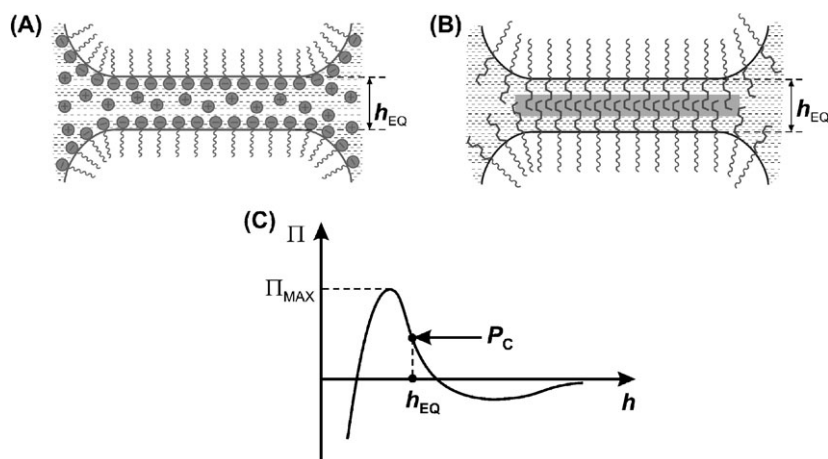 (A)
h_EQ
(B)
h_EQ
(C)
Π
Π_MAX
P_C
h_EQ
h